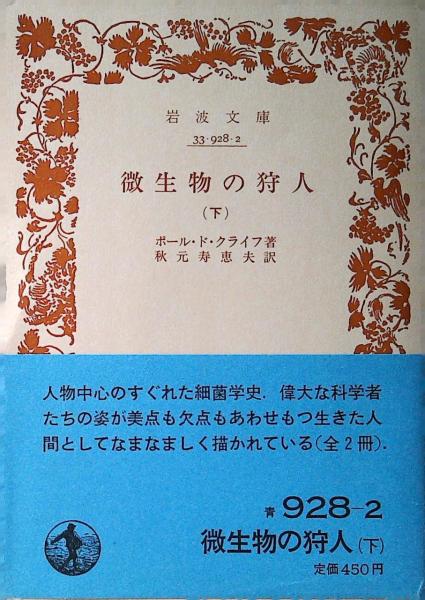 岩波文庫
33-928-2
微生物の狩人
(下)
ポール・ド・クライフ著
秋元寿恵夫訳
人物中心のすぐれた細菌学史．偉大な科学者
たちの姿が美点も欠点もあわせもつ生きた人
間としてなまなましく描かれている(全2冊)．
青 928-2
微生物の狩人(下)
定価450円